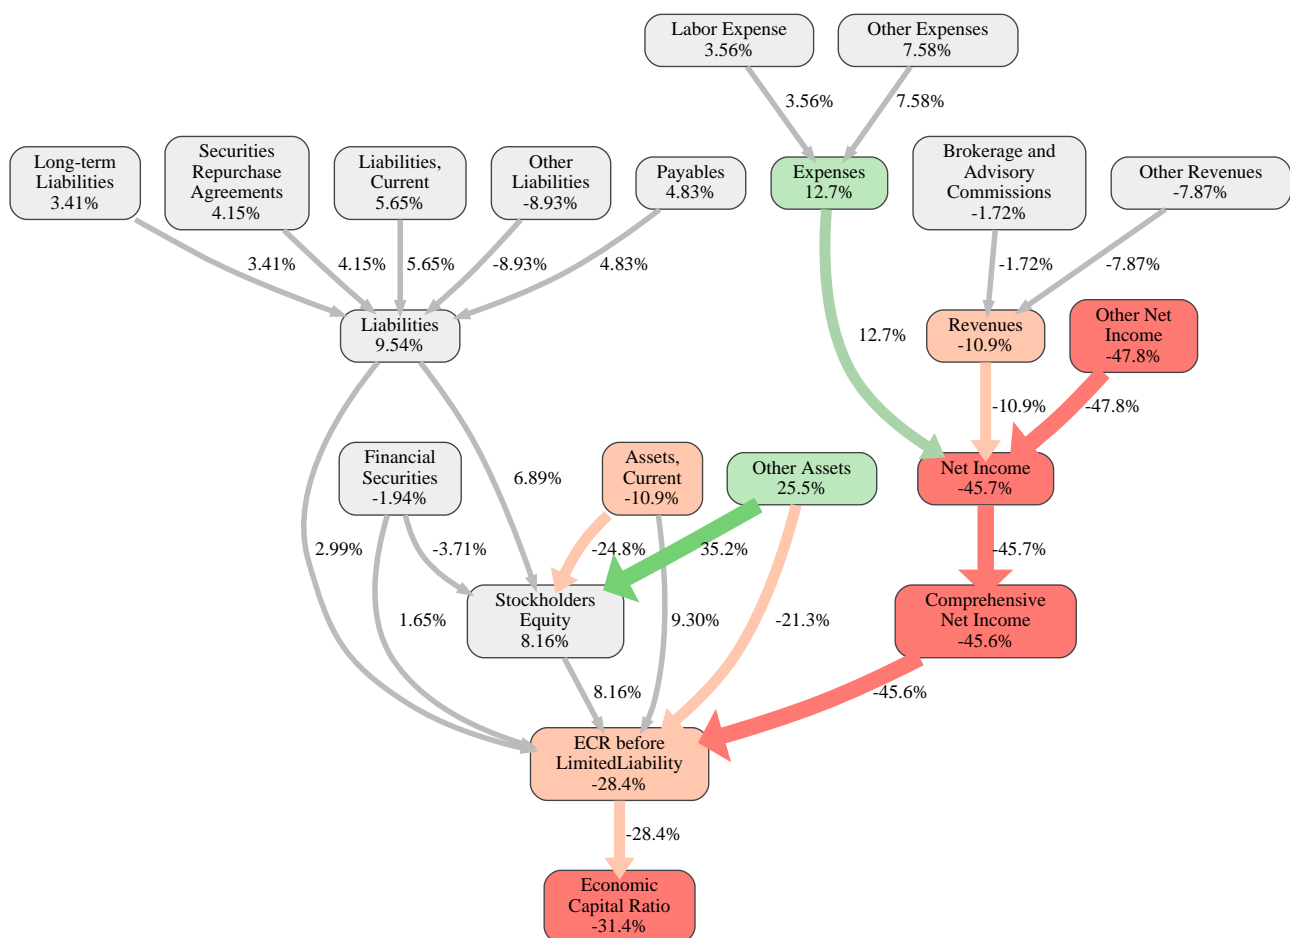 Labor Expense
3.56%
Other Expenses
7.58%
3.56%
7.58%
Long-term
Liabilities
3.41%
Securities
Repurchase
Agreements
4.15%
Liabilities,
Current
5.65%
Other
Liabilities
-8.93%
Payables
4.83%
Expenses
12.7%
Brokerage and
Advisory
Commissions
-1.72%
Other Revenues
-7.87%
3.41%
4.15%
5.65%
-8.93%
4.83%
-1.72%
-7.87%
Liabilities
9.54%
12.7%
Revenues
-10.9%
Other Net
Income
-47.8%
-10.9%
-47.8%
Financial
Securities
-1.94%
6.89%
Assets,
Current
-10.9%
Other Assets
25.5%
Net Income
-45.7%
2.99%
-3.71%
-24.8%
35.2%
-45.7%
1.65%
Stockholders
Equity
8.16%
9.30%
-21.3%
Comprehensive
Net Income
-45.6%
8.16%
-45.6%
ECR before
LimitedLiability
-28.4%
-28.4%
Economic
Capital Ratio
-31.4%